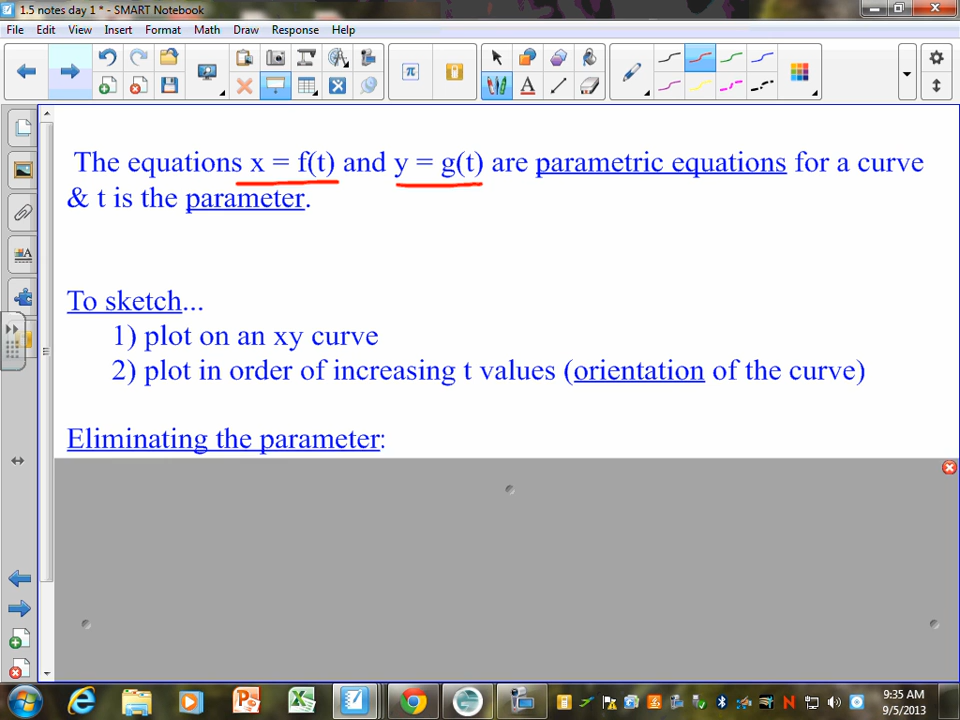 1.5 notes day 1 * - SMART Notebook
File Edit View Insert Format Math Draw Response Help
The equations x = f(t) and y = g(t) are parametric equations for a curve
& t is the parameter.
To sketch...
1) plot on an xy curve
2) plot in order of increasing t values (orientation of the curve)
Eliminating the parameter:
9:35 AM
9/5/2013